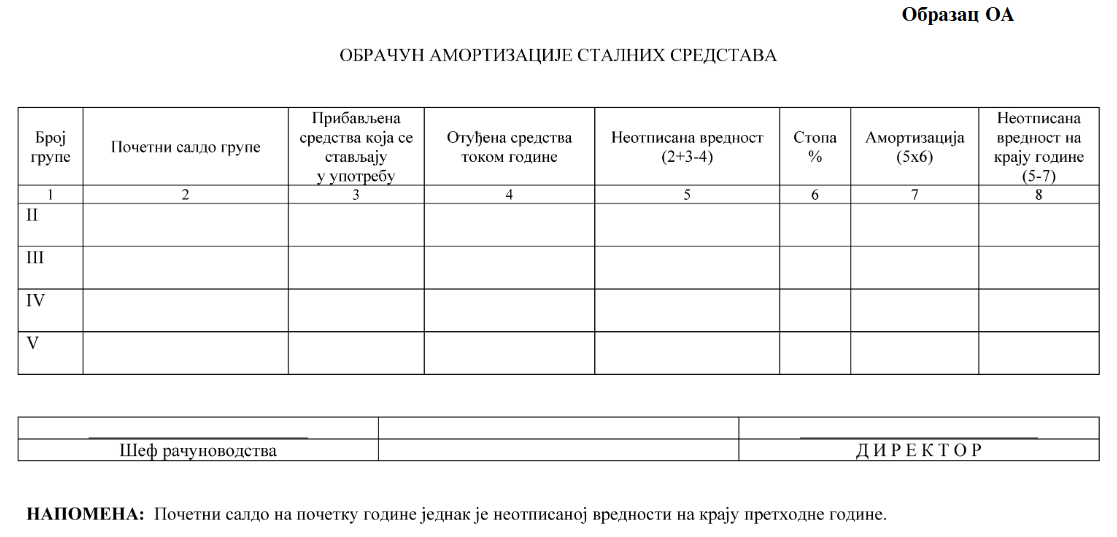 Образац ОА
ОБРАЧУН АМОРТИЗАЦИЈЕ СТАЛНИХ СРЕДСТАВА
Број
групе
Почетни салдо групе
Прибављена
средства која се
стављају
у употребу
Отуђена средства
током године
Неотписана вредност
(2+3-4)
Стопа
%
Амортизација
(5х6)
Неотписана
вредност на
крају године
(5-7)
1 2 3 4 5 6 7 8
II
III
IV
V
Шеф рачуноводства
Д И Р Е К Т О Р
НАПОМЕНА: Почетни салдо на почетку године једнак је неотписаној вредности на крају претходне године.